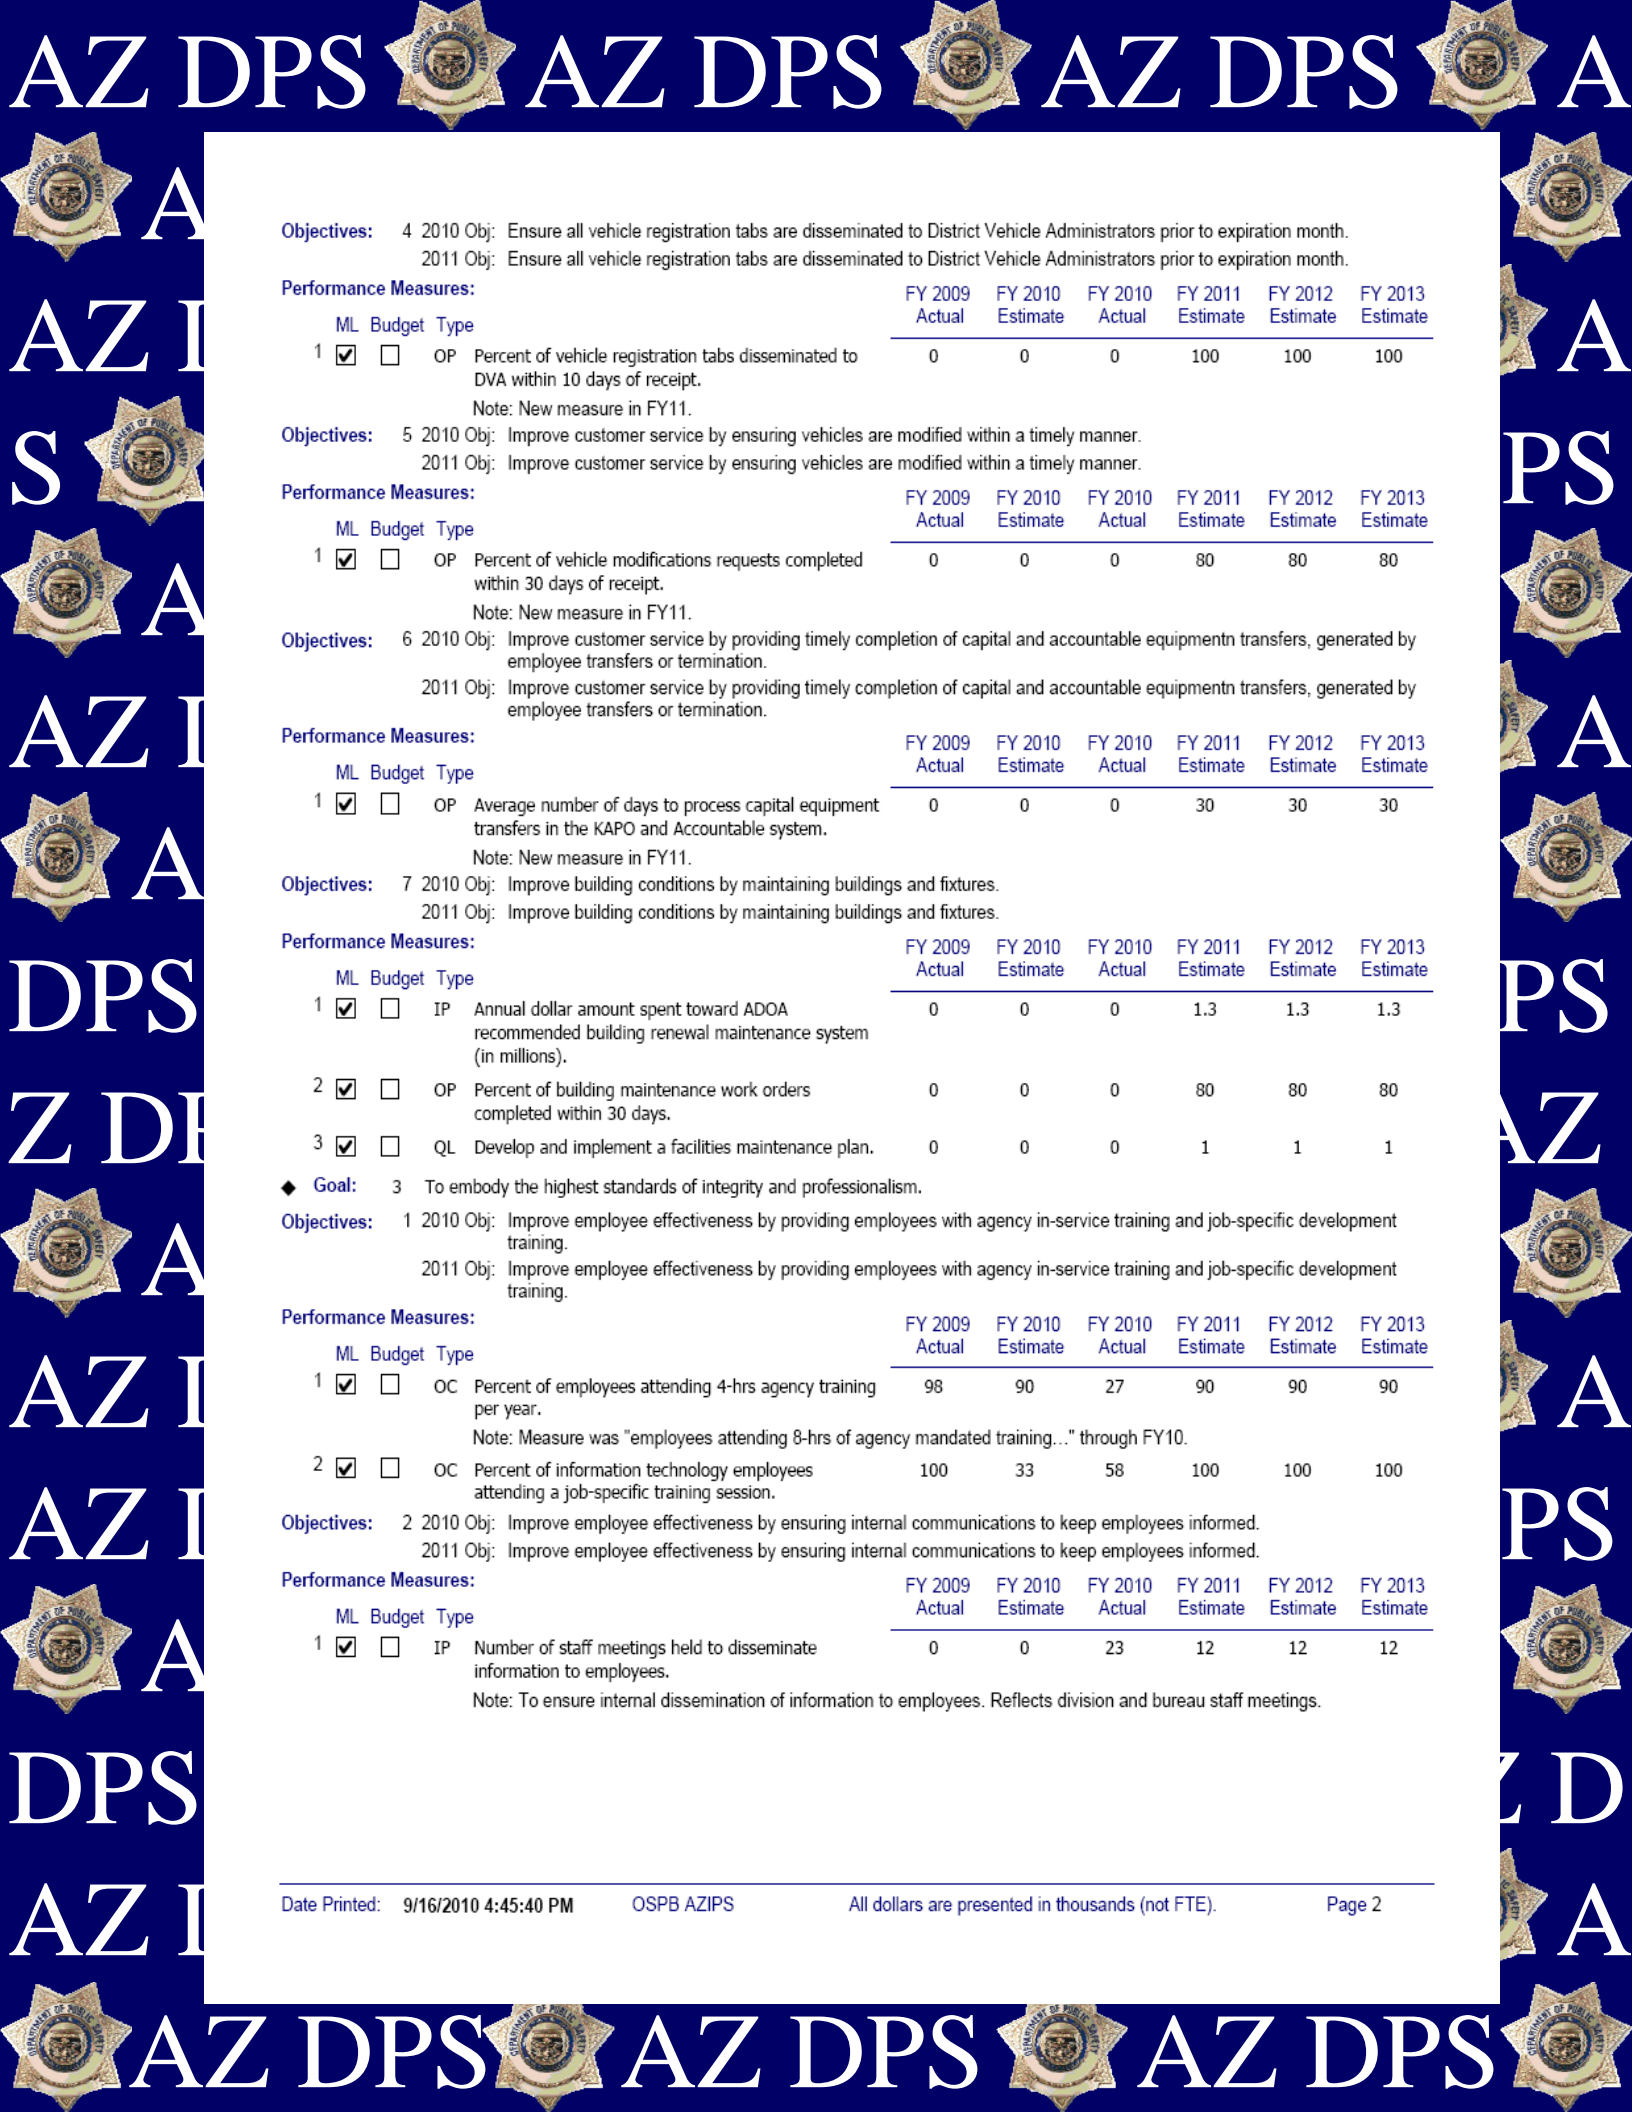 AZ DPS AZ DPS AZ DPS A
Objectives: 4 2010 Obj: Ensure all vehicle registration tabs are disseminated to District Vehicle Administrators prior to expiration month.
2011 Obj: Ensure all vehicle registration tabs are disseminated to District Vehicle Administrators prior to expiration month.
Performance Measures:
FY 2009 FY 2010 FY 2010 FY 2011 FY 2012 FY 2013
Actual Estimate Actual Estimate Estimate Estimate
ML Budget Type
1 OP Percent of vehicle registration tabs disseminated to 0 0 0 100 100 100
DVA within 10 days of receipt.
Note: New measure in FY11.
Objectives: 5 2010 Obj: Improve customer service by ensuring vehicles are modified within a timely manner.
2011 Obj: Improve customer service by ensuring vehicles are modified within a timely manner.
Performance Measures:
FY 2009 FY 2010 FY 2010 FY 2011 FY 2012 FY 2013
Actual Estimate Actual Estimate Estimate Estimate
ML Budget Type
1 OP Percent of vehicle modifications requests completed 0 0 0 80 80 80
within 30 days of receipt.
Note: New measure in FY11.
Objectives: 6 2010 Obj: Improve customer service by providing timely completion of capital and accountable equipmentn transfers, generated by
employee transfers or termination.
2011 Obj: Improve customer service by providing timely completion of capital and accountable equipmentn transfers, generated by
employee transfers or termination.
Performance Measures:
FY 2009 FY 2010 FY 2010 FY 2011 FY 2012 FY 2013
Actual Estimate Actual Estimate Estimate Estimate
ML Budget Type
1 OP Average number of days to process capital equipment 0 0 0 30 30 30
transfers in the KAPO and Accountable system.
Note: New measure in FY11.
Objectives: 7 2010 Obj: Improve building conditions by maintaining buildings and fixtures.
2011 Obj: Improve building conditions by maintaining buildings and fixtures.
Performance Measures:
FY 2009 FY 2010 FY 2010 FY 2011 FY 2012 FY 2013
Actual Estimate Actual Estimate Estimate Estimate
ML Budget Type
1 IP Annual dollar amount spent toward ADOA 0 0 0 1.3 1.3 1.3
recommended building renewal maintenance system
(in millions).
2 OP Percent of building maintenance work orders 0 0 0 80 80 80
completed within 30 days.
3 QL Develop and implement a facilities maintenance plan. 0 0 0 1 1 1
◆ Goal: 3 To embody the highest standards of integrity and professionalism.
Objectives: 1 2010 Obj: Improve employee effectiveness by providing employees with agency in-service training and job-specific development
training.
2011 Obj: Improve employee effectiveness by providing employees with agency in-service training and job-specific development
training.
Performance Measures:
FY 2009 FY 2010 FY 2010 FY 2011 FY 2012 FY 2013
Actual Estimate Actual Estimate Estimate Estimate
ML Budget Type
1 OC Percent of employees attending 4-hrs agency training 98 90 27 90 90 90
per year.
Note: Measure was "employees attending 8-hrs of agency mandated training..." through FY10.
2 OC Percent of information technology employees 100 33 58 100 100 100
attending a job-specific training session.
Objectives: 2 2010 Obj: Improve employee effectiveness by ensuring internal communications to keep employees informed.
2011 Obj: Improve employee effectiveness by ensuring internal communications to keep employees informed.
Performance Measures:
FY 2009 FY 2010 FY 2010 FY 2011 FY 2012 FY 2013
Actual Estimate Actual Estimate Estimate Estimate
ML Budget Type
1 IP Number of staff meetings held to disseminate 0 0 23 12 12 12
information to employees.
Note: To ensure internal dissemination of information to employees. Reflects division and bureau staff meetings.
Date Printed: 9/16/2010 4:45:40 PM OSPB AZIPS All dollars are presented in thousands (not FTE). Page 2
AZ DPS AZ DPS AZ DPS